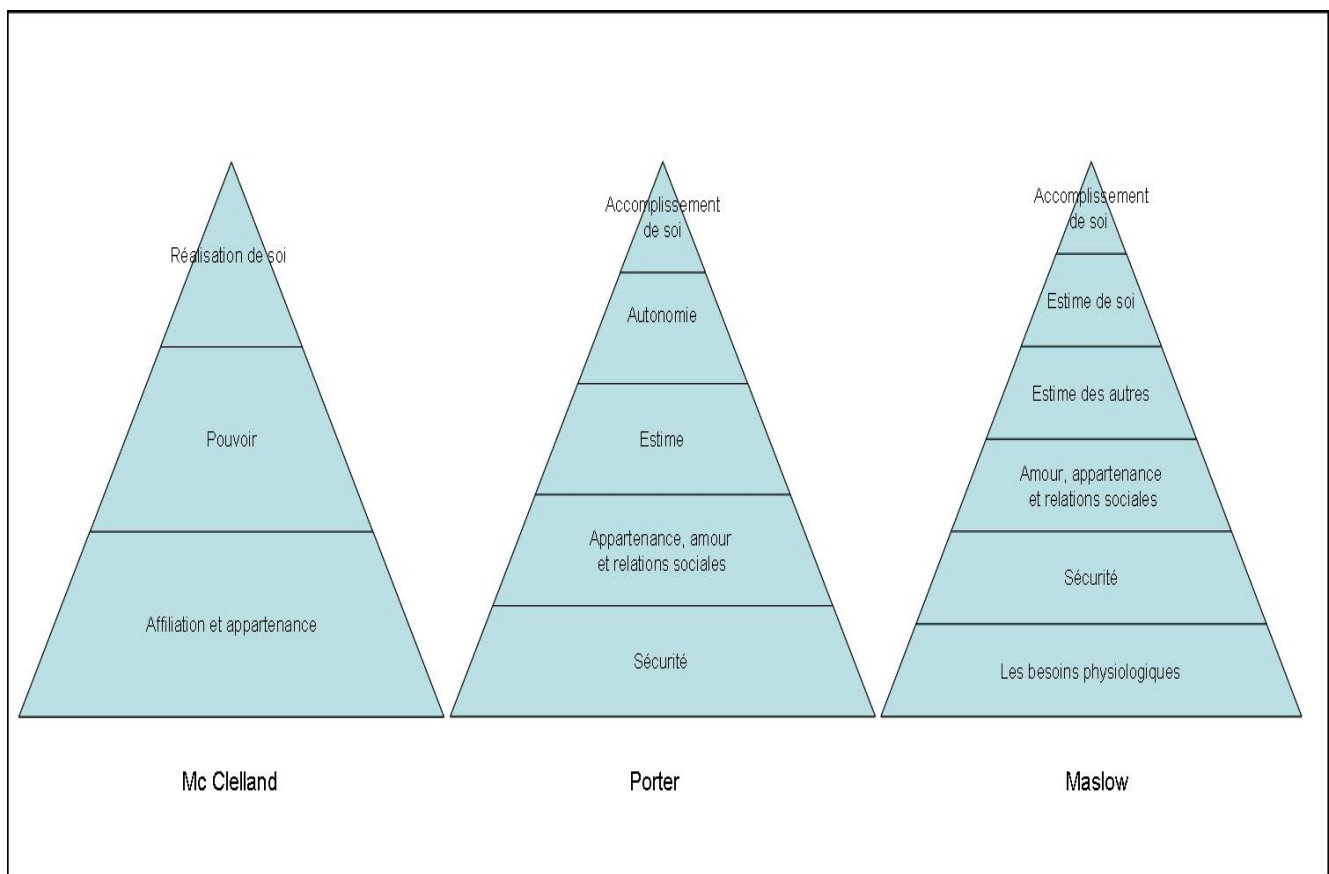 Réalisation de soi
Pouvoir
Affiliation et appartenance
Mc Clelland
Accomplissement
de soi
Autonomie
Estime
Appartenance, amour
et relations sociales
Sécurité
Porter
Accomplissement
de soi
Estime de soi
Estime des autres
Amour, appartenance
et relations sociales
Sécurité
Les besoins physiologiques
Maslow